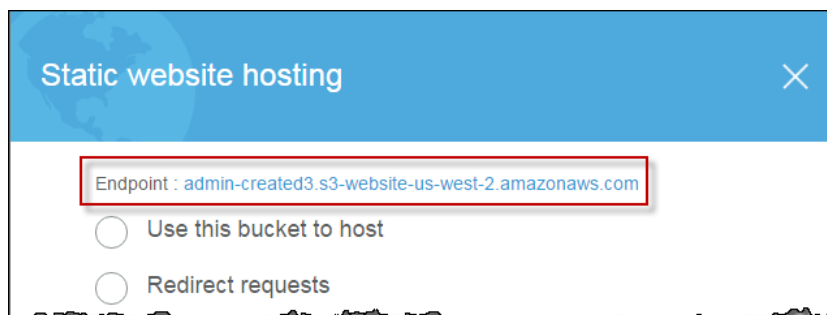 Static website hosting
Endpoint : admin-created3.s3-website-us-west-2.amazonaws.com
Use this bucket to host
Redirect requests